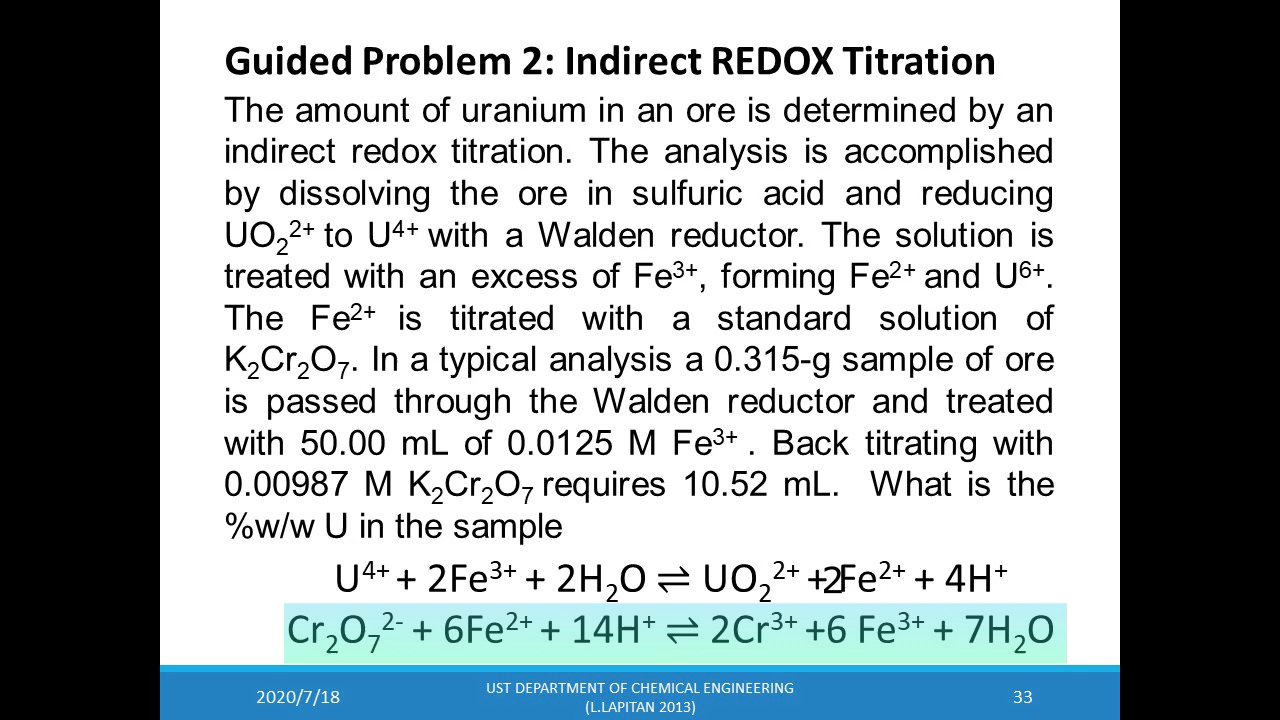 Guided Problem 2: Indirect REDOX Titration
The amount of uranium in an ore is determined by an
indirect redox titration. The analysis is accomplished
by dissolving the ore in sulfuric acid and reducing
UO₂²⁺ to U⁴⁺ with a Walden reductor. The solution is
treated with an excess of Fe³⁺, forming Fe²⁺ and U⁶⁺.
The Fe²⁺ is titrated with a standard solution of
K₂Cr₂O₇. In a typical analysis a 0.315-g sample of ore
is passed through the Walden reductor and treated
with 50.00 mL of 0.0125 M Fe³⁺ . Back titrating with
0.00987 M K₂Cr₂O₇ requires 10.52 mL. What is the
%w/w U in the sample
U⁴⁺ + 2Fe³⁺ + 2H₂O ⇌ UO₂²⁺ + 2Fe²⁺ + 4H⁺
Cr₂O₇²⁻ + 6Fe²⁺ + 14H⁺ ⇌ 2Cr³⁺ +6 Fe³⁺ + 7H₂O
2020/7/18
UST DEPARTMENT OF CHEMICAL ENGINEERING
(L.LAPITAN 2013)
33